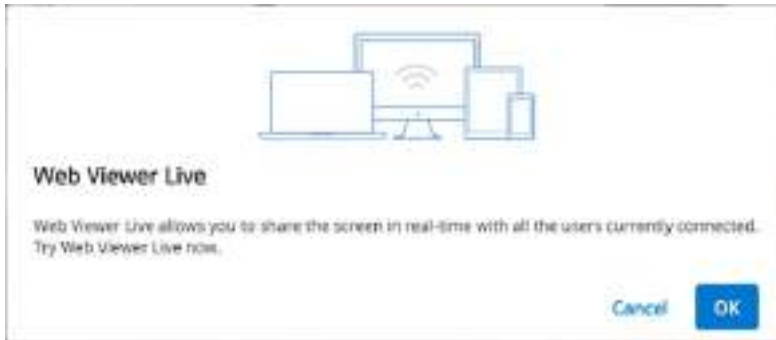 Web Viewer Live
Web Viewer Live allows you to share the screen in real-time with all the users currently connected.
Try Web Viewer Live now.
Cancel
OK